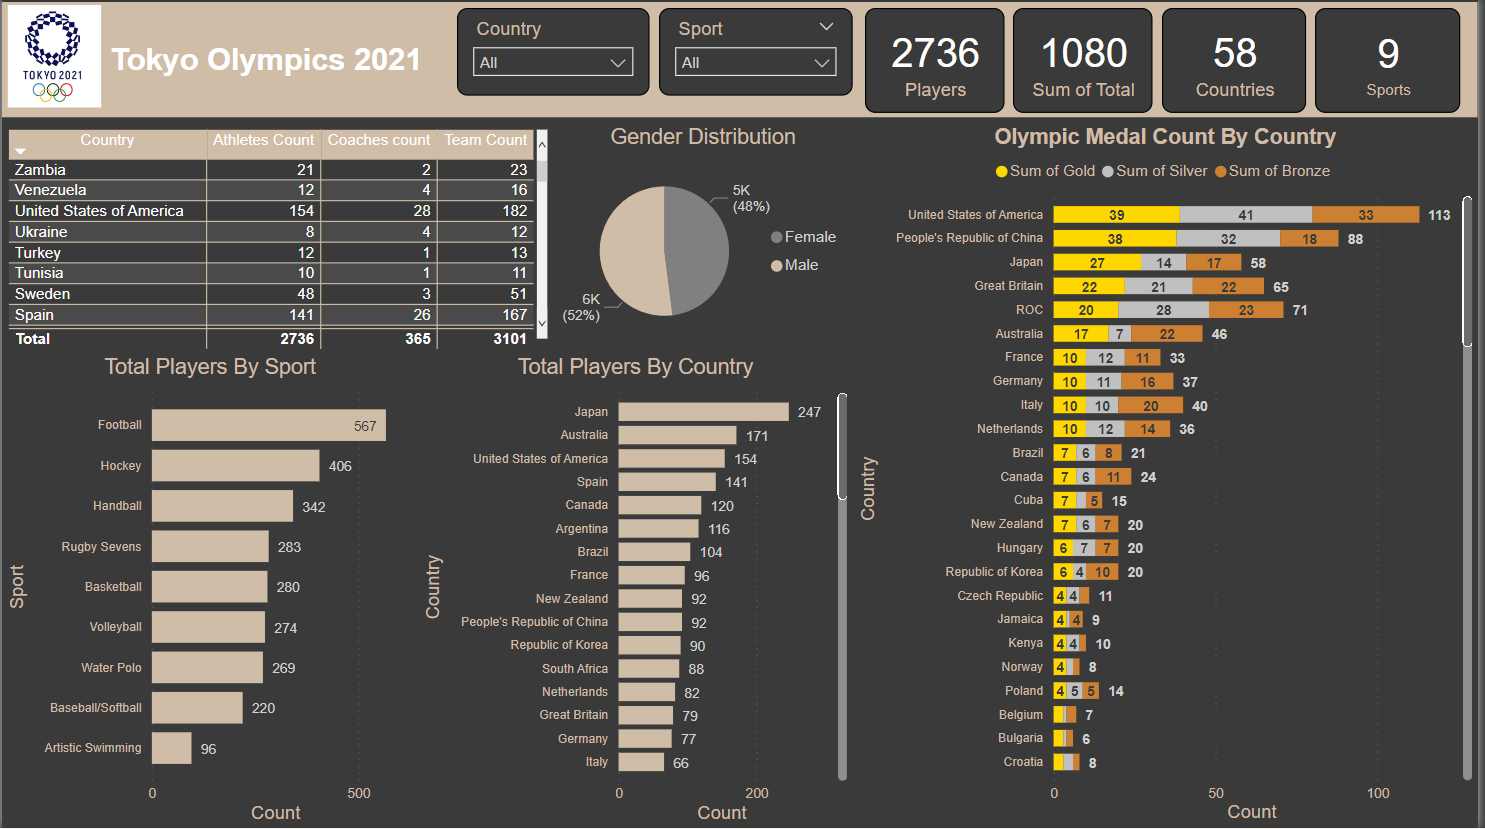 TOKYO 2021
Tokyo Olympics 2021
Country
All
Sport
All
2736
Players
1080
Sum of Total
58
Countries
9
Sports
Country Athletes Count Coaches count Team Count
Zambia 21 2 23
Venezuela 12 4 16
United States of America 154 28 182
Ukraine 8 4 12
Turkey 12 1 13
Tunisia 10 1 11
Sweden 48 3 51
Spain 141 26 167
Total 2736 365 3101
Gender Distribution
5K
(48%)
6K
(52%)
Female
Male
Olympic Medal Count By Country
Sum of Gold Sum of Silver Sum of Bronze
Country
United States of America 39 41 33 113
People's Republic of China 38 32 18 88
Japan 27 14 17 58
Great Britain 22 21 22 65
ROC 20 28 23 71
Australia 17 7 22 46
France 10 12 11 33
Germany 10 11 16 37
Italy 10 10 20 40
Netherlands 10 12 14 36
Brazil 7 6 8 21
Canada 7 6 11 24
Cuba 7 5 15
New Zealand 7 6 7 20
Hungary 6 7 7 20
Republic of Korea 6 4 10 20
Czech Republic 4 4 11
Jamaica 4 4 9
Kenya 4 4 10
Norway 4 8
Poland 4 5 5 14
Belgium 7
Bulgaria 6
Croatia 8
0 50 100
Count
Total Players By Sport
Sport
Football 567
Hockey 406
Handball 342
Rugby Sevens 283
Basketball 280
Volleyball 274
Water Polo 269
Baseball/Softball 220
Artistic Swimming 96
0 500
Count
Total Players By Country
Country
Japan 247
Australia 171
United States of America 154
Spain 141
Canada 120
Argentina 116
Brazil 104
France 96
New Zealand 92
People's Republic of China 92
Republic of Korea 90
South Africa 88
Netherlands 82
Great Britain 79
Germany 77
Italy 66
0 200
Count